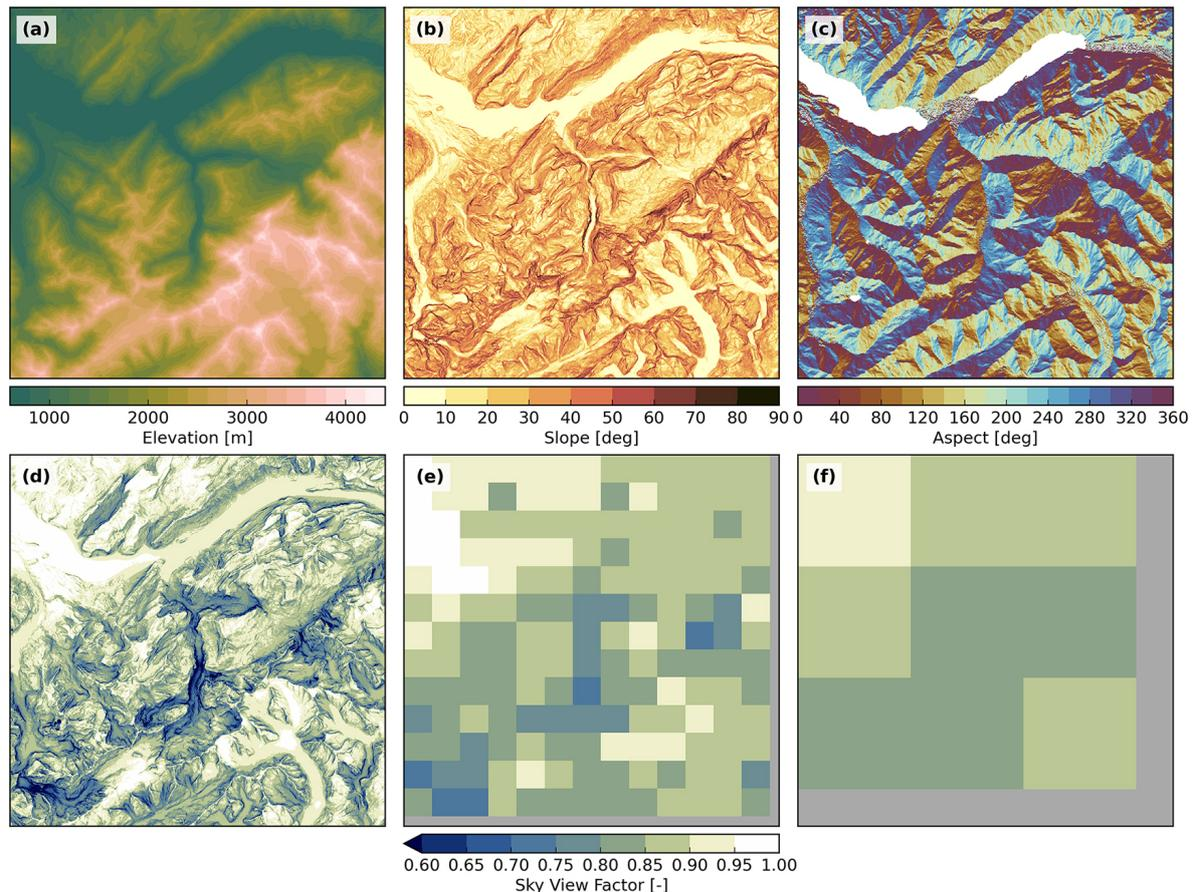 (a)
(b)
(c)
1000 2000 3000 4000
Elevation [m]
0 10 20 30 40 50 60 70 80 90
Slope [deg]
0 40 80 120 160 200 240 280 320 360
Aspect [deg]
(d)
(e)
(f)
0.60 0.65 0.70 0.75 0.80 0.85 0.90 0.95 1.00
Sky View Factor [-]